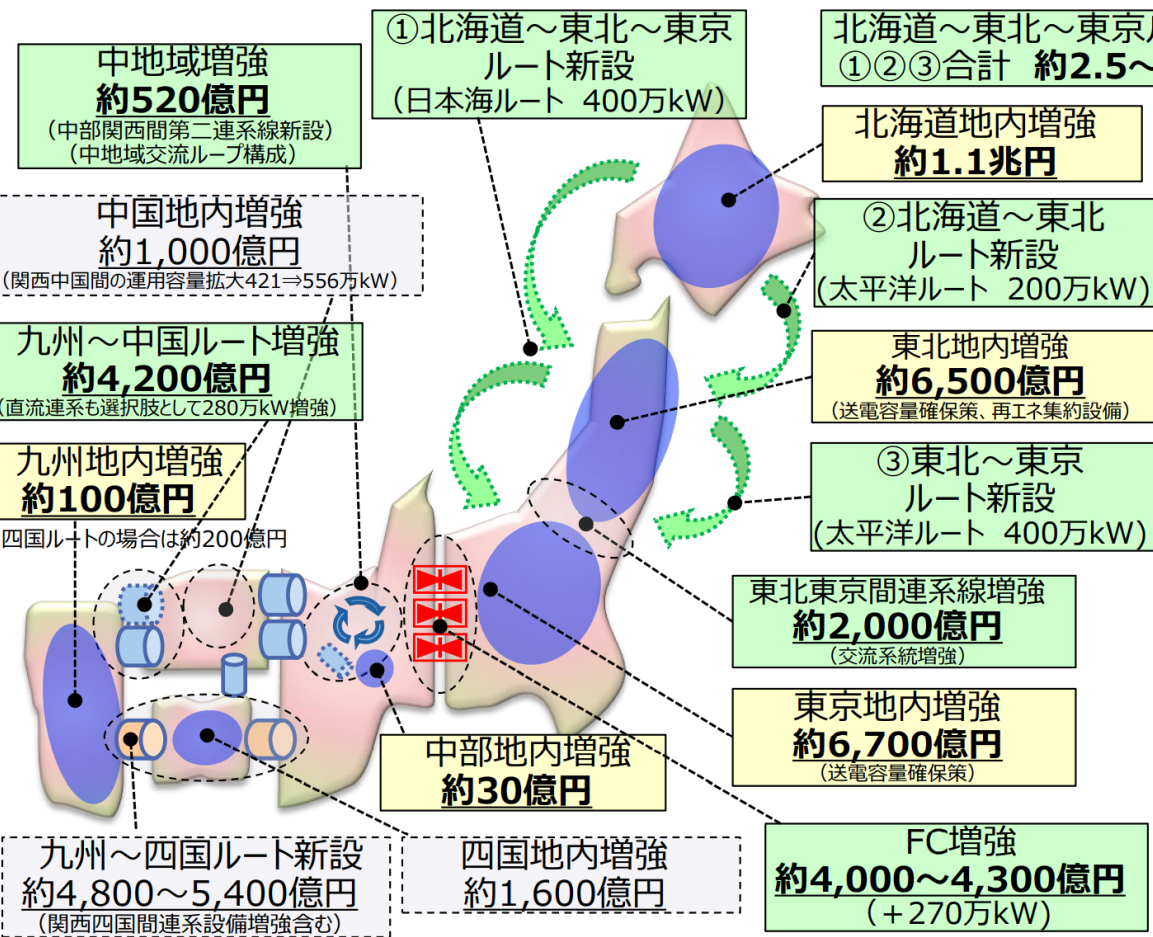 中地域増強
約520億円
(中部関西間第二連系線新設)
(中地域交流ループ構成)
①北海道～東北～東京
ルート新設
(日本海ルート 400万kW)
北海道～東北～東京
①②③合計 約2.5～
北海道地内増強
約1.1兆円
中国地内増強
約1,000億円
(関西中国間の運用容量拡大421⇒556万kW)
②北海道～東北
ルート新設
(太平洋ルート 200万kW)
九州～中国ルート増強
約4,200億円
(直流連系も選択肢として280万kW増強)
東北地内増強
約6,500億円
(送電容量確保策、再エネ集約設備)
九州地内増強
約100億円
四国ルートの場合は約200億円
③東北～東京
ルート新設
(太平洋ルート 400万kW)
東北東京間連系線増強
約2,000億円
(交流系統増強)
東京地内増強
約6,700億円
(送電容量確保策)
中部地内増強
約30億円
九州～四国ルート新設
約4,800～5,400億円
(関西四国間連系設備増強含む)
四国地内増強
約1,600億円
FC増強
約4,000～4,300億円
(＋270万kW)